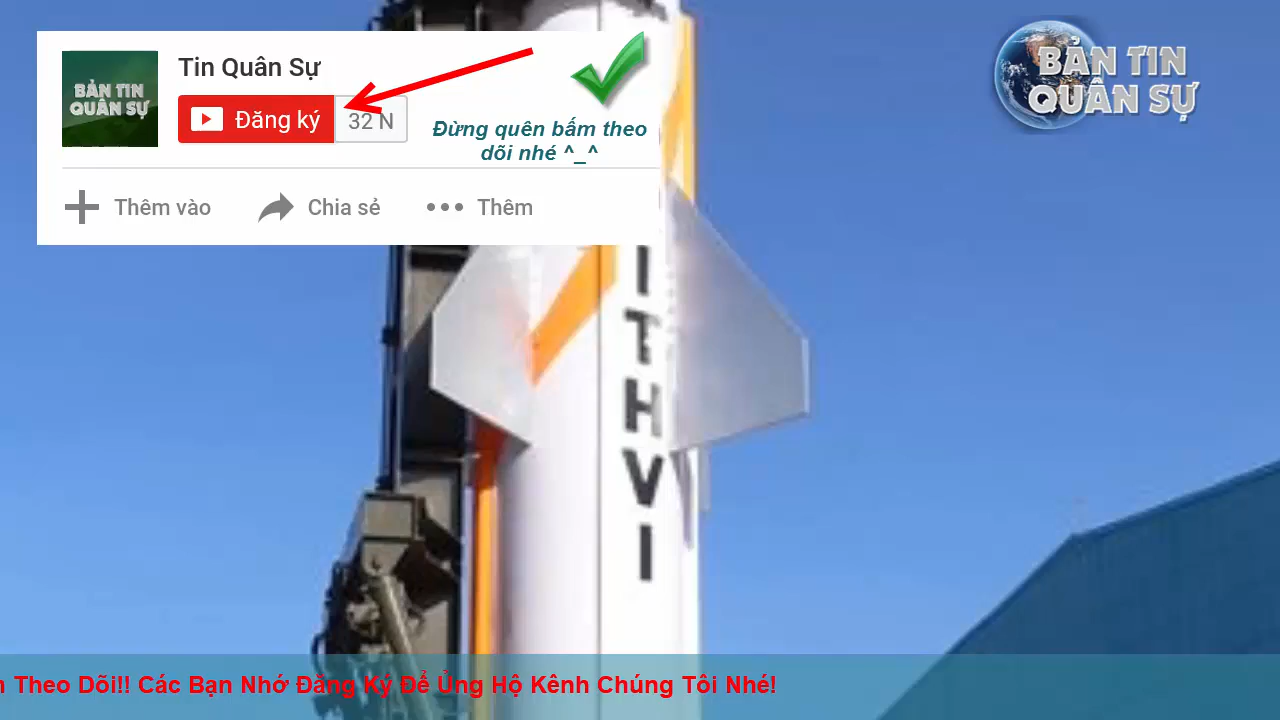 BẢN TIN
QUÂN SỰ
Tin Quân Sự
Đăng ký
32 N
Đừng quên bấm theo
dõi nhé ^_^
Thêm vào
Chia sẻ
Thêm
BẢN TIN
QUÂN SỰ
ITHVI
Theo Dõi!! Các Bạn Nhớ Đăng Ký Để Ủng Hộ Kênh Chúng Tôi Nhé!